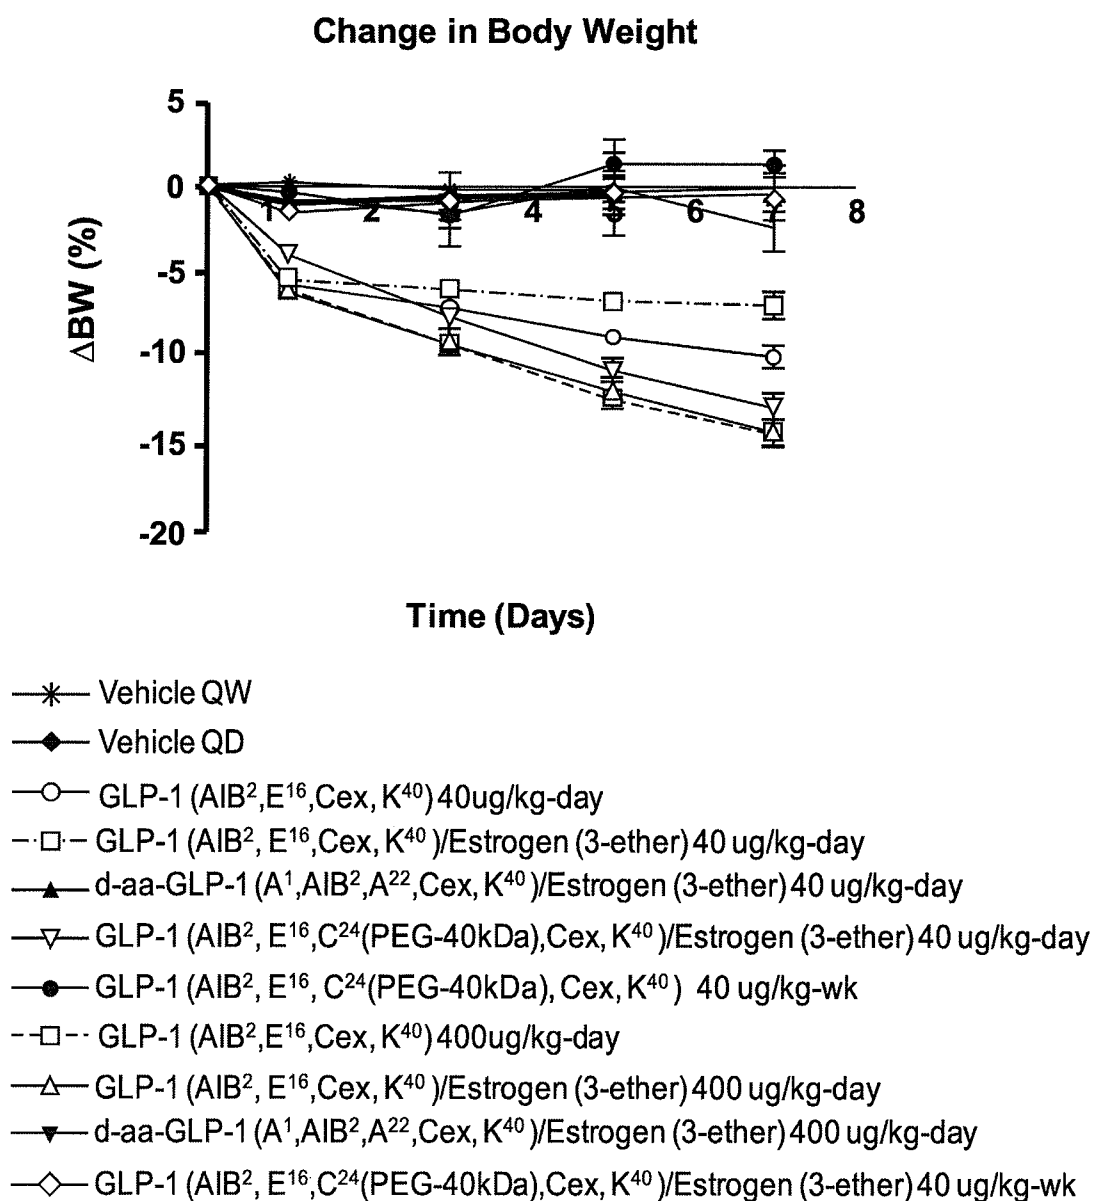 Change in Body Weight
5
0
1 2 4 6 8
-5
-10
-15
-20
ΔBW (%)
Time (Days)
Vehicle QW
Vehicle QD
GLP-1 (AIB²,E¹⁶,Cex, K⁴⁰) 40ug/kg-day
GLP-1 (AIB², E¹⁶,Cex, K⁴⁰ )/Estrogen (3-ether) 40 ug/kg-day
d-aa-GLP-1 (A¹,AIB²,A²²,Cex, K⁴⁰ )/Estrogen (3-ether) 40 ug/kg-day
GLP-1 (AIB², E¹⁶,C²⁴(PEG-40kDa),Cex, K⁴⁰ )/Estrogen (3-ether) 40 ug/kg-day
GLP-1 (AIB², E¹⁶, C²⁴(PEG-40kDa), Cex, K⁴⁰ ) 40 ug/kg-wk
GLP-1 (AIB²,E¹⁶,Cex, K⁴⁰) 400ug/kg-day
GLP-1 (AIB², E¹⁶,Cex, K⁴⁰ )/Estrogen (3-ether) 400 ug/kg-day
d-aa-GLP-1 (A¹,AIB²,A²²,Cex, K⁴⁰ )/Estrogen (3-ether) 400 ug/kg-day
GLP-1 (AIB², E¹⁶,C²⁴(PEG-40kDa),Cex, K⁴⁰ )/Estrogen (3-ether) 40 ug/kg-wk